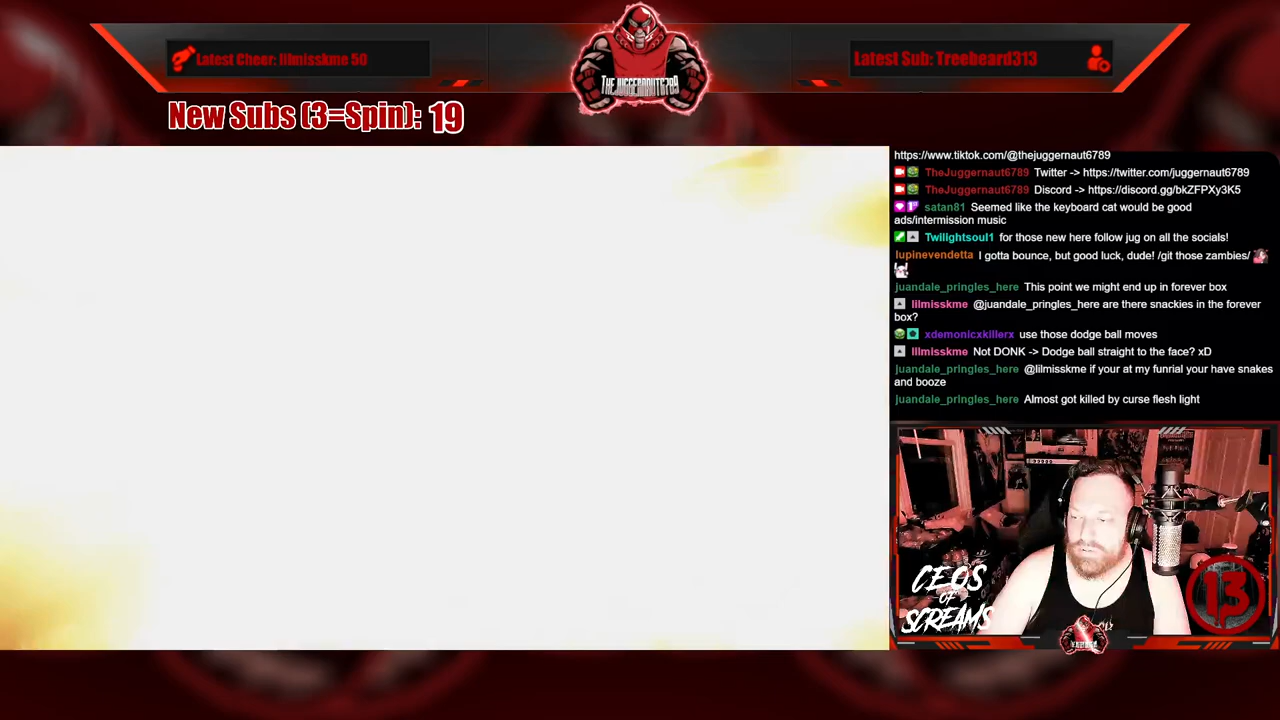 Latest Cheer: lilmisskme 50
Latest Sub: Treebeard313
THEJUGGERNAUT6789
New Subs (3=Spin): 19
https://www.tiktok.com/@thejuggernaut6789
TheJuggernaut6789 Twitter -> https://twitter.com/juggernaut6789
TheJuggernaut6789 Discord -> https://discord.gg/bkZFPXy3K5
satan81 Seemed like the keyboard cat would be good
ads/intermission music
Twilightsoul1 for those new here follow jug on all the socials!
lupinevendetta I gotta bounce, but good luck, dude! /git those zambies/
juandale_pringles_here This point we might end up in forever box
lilmisskme @juandale_pringles_here are there snackies in the forever
box?
xdemonicxkillerx use those dodge ball moves
lilmisskme Not DONK -> Dodge ball straight to the face? xD
juandale_pringles_here @lilmisskme if your at my funrial your have snakes
and booze
juandale_pringles_here Almost got killed by curse flesh light
CEOS
OF
SCREAMS
13